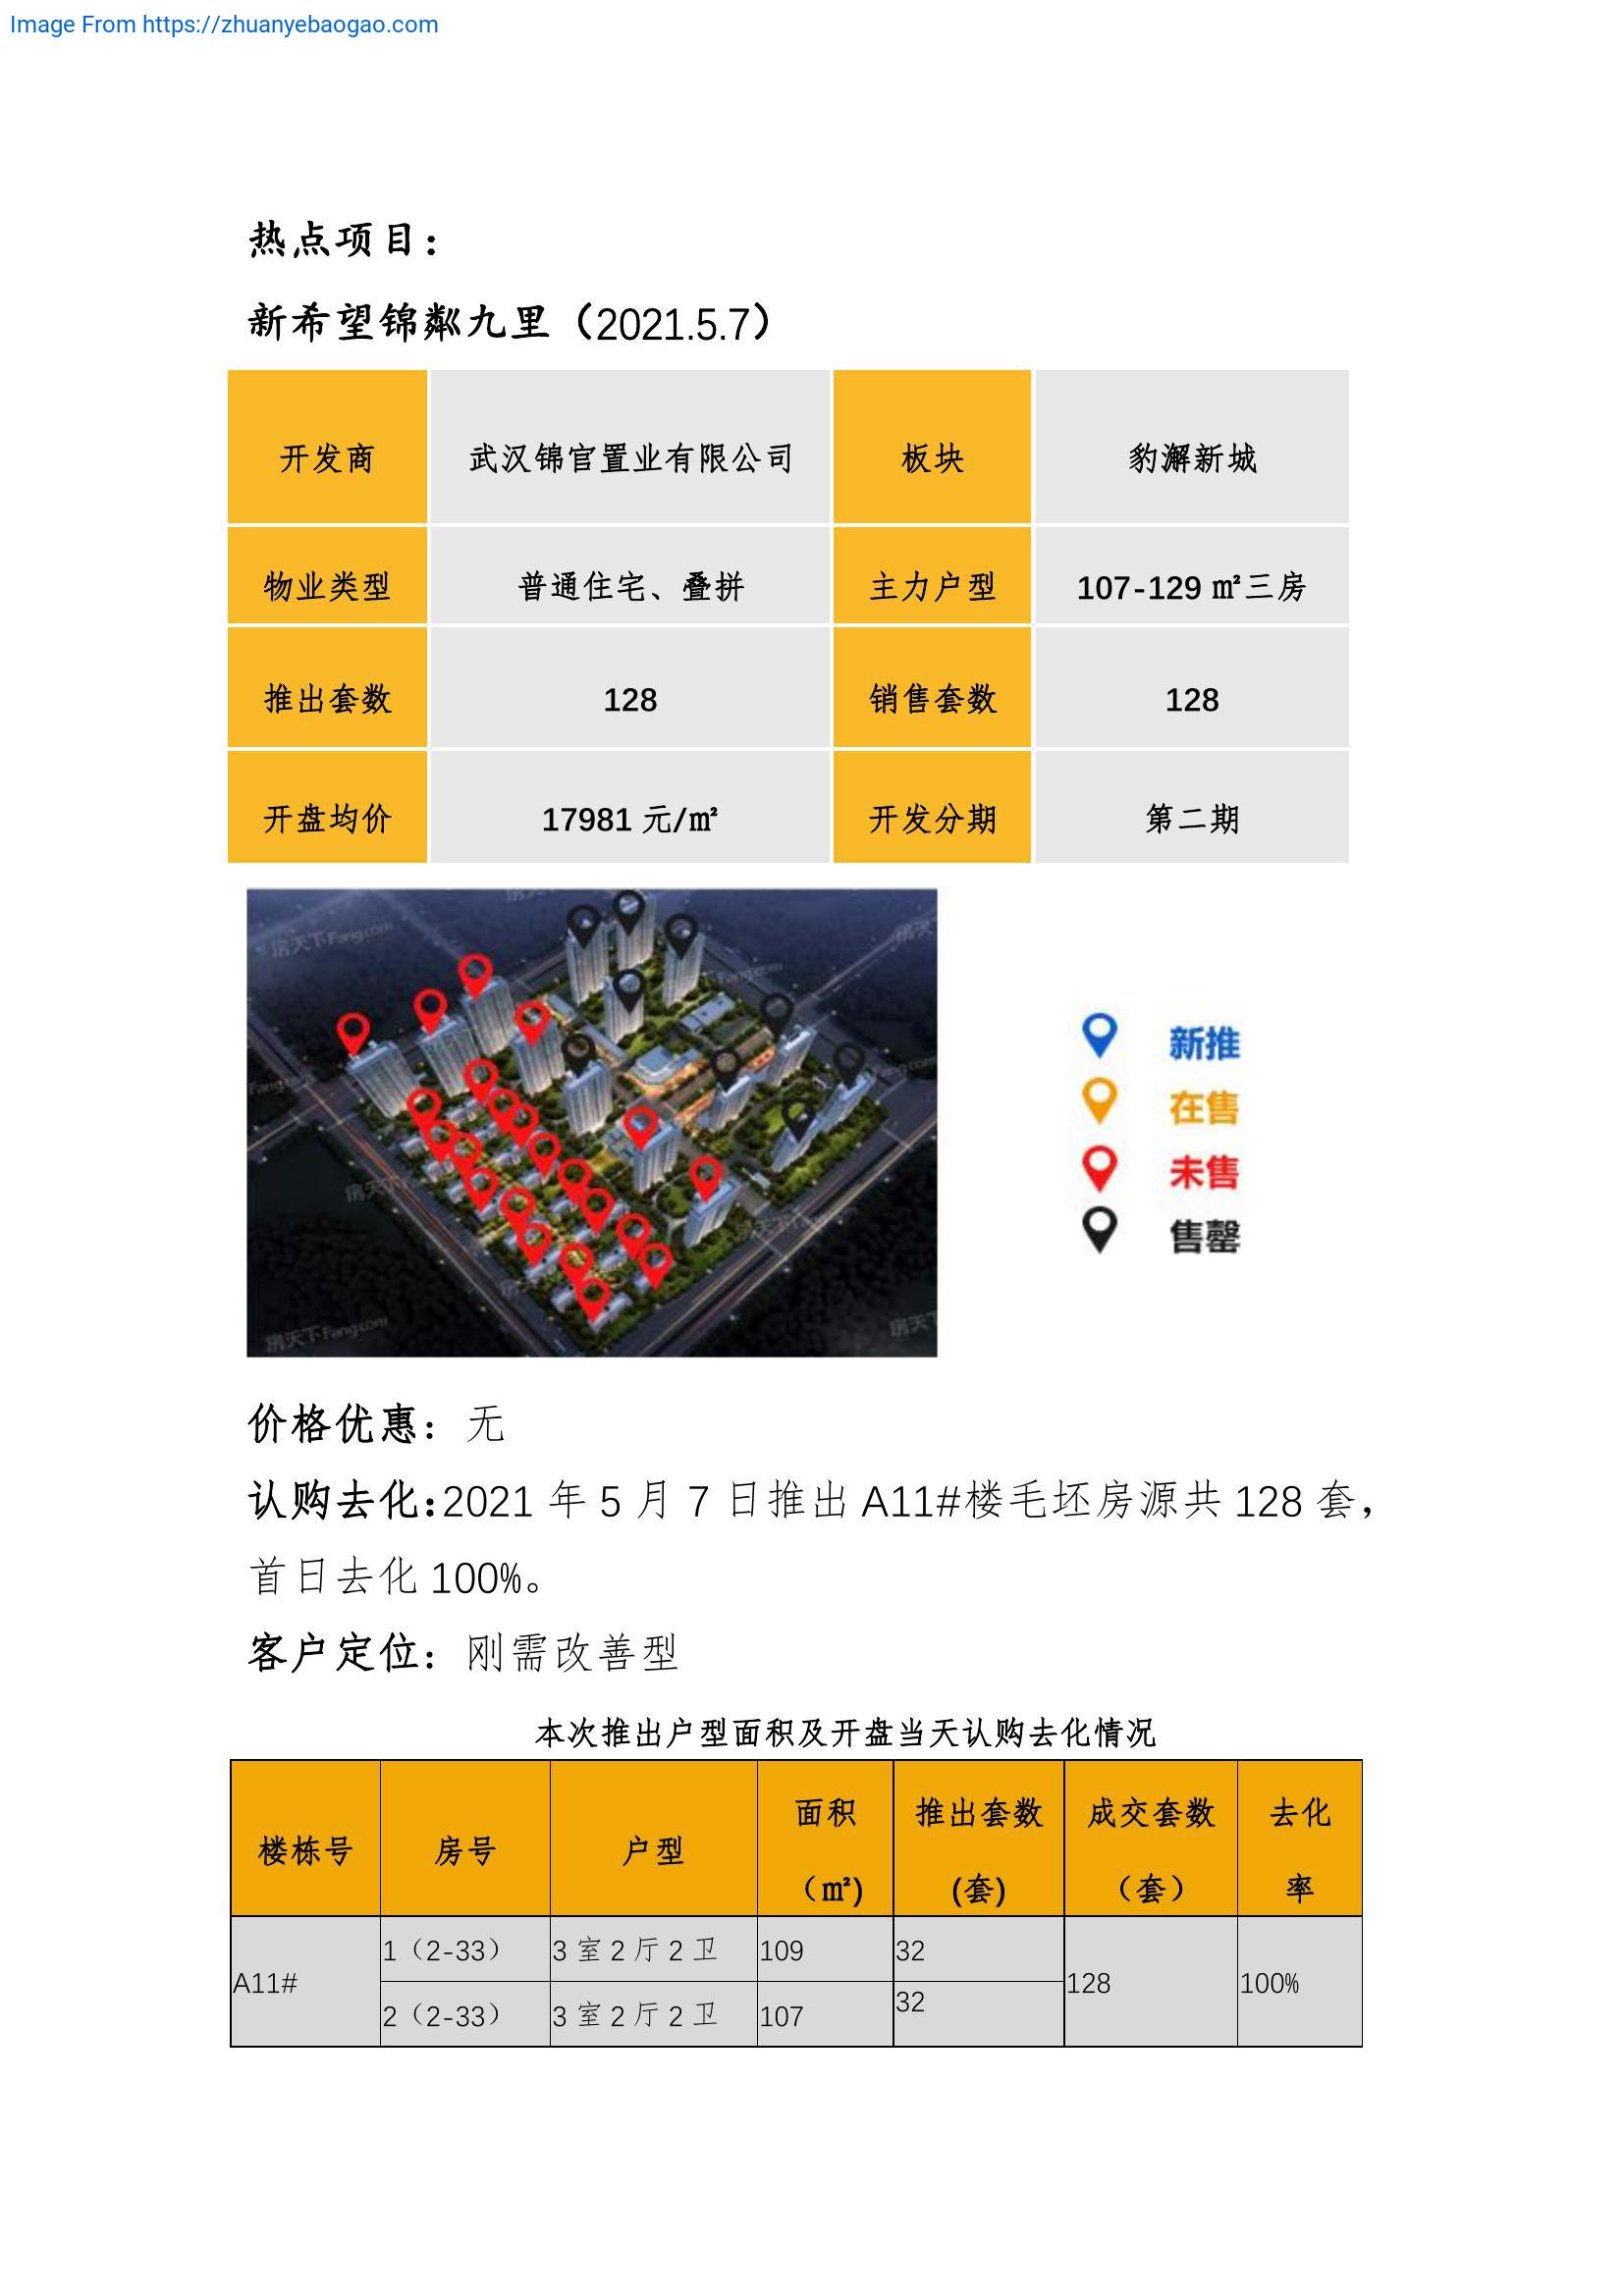 Image From https://zhuanyebaogao.com
热点项目：
新希望锦粼九里（2021.5.7）
开发商 武汉锦官置业有限公司 板块 豹澥新城
物业类型 普通住宅、叠拼 主力户型 107-129 ㎡三房
推出套数 128 销售套数 128
开盘均价 17981 元/㎡ 开发分期 第二期
房天下Fang.com
新推
在售
未售
售罄
价格优惠：无
认购去化：2021 年 5 月 7 日推出 A11#楼毛坯房源共 128 套，
首日去化 100%。
客户定位：刚需改善型
本次推出户型面积及开盘当天认购去化情况
楼栋号 房号 户型 面积（㎡） 推出套数(套) 成交套数（套） 去化率
A11# 1（2-33） 3 室 2 厅 2 卫 109 32 128 100%
2（2-33） 3 室 2 厅 2 卫 107 32